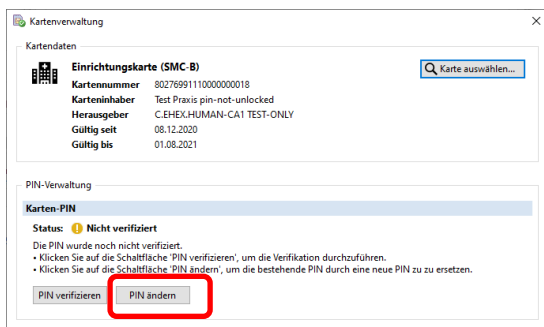 Kartenverwaltung
Kartendaten
Einrichtungskarte (SMC-B)
Karte auswählen...
Kartennummer 80276991110000000018
Karteninhaber Test Praxis pin-not-unlocked
Herausgeber C.EHEX.HUMAN-CA1 TEST-ONLY
Gültig seit 08.12.2020
Gültig bis 01.08.2021
PIN-Verwaltung
Karten-PIN
Status: Nicht verifiziert
Die PIN wurde noch nicht verifiziert.
• Klicken Sie auf die Schaltfläche 'PIN verifizieren', um die Verifikation durchzuführen.
• Klicken Sie auf die Schaltfläche 'PIN ändern', um die bestehende PIN durch eine neue PIN zu zu ersetzen.
PIN verifizieren PIN ändern